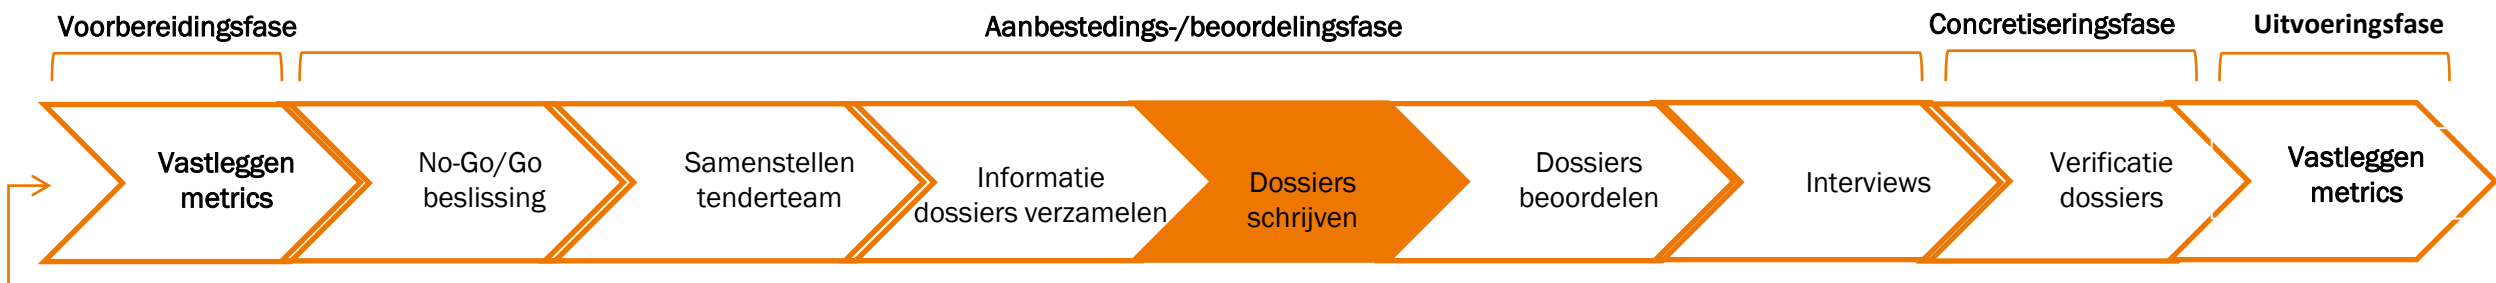 Voorbereidingsfase
Aanbestedings-/beoordelingsfase
Concretiseringsfase
Uitvoeringsfase
Vastleggen
metrics
No-Go/Go
beslissing
Samenstellen
tenderteam
Informatie
dossiers verzamelen
Dossiers
schrijven
Dossiers
beoordelen
Interviews
Verificatie
dossiers
Vastleggen
metrics